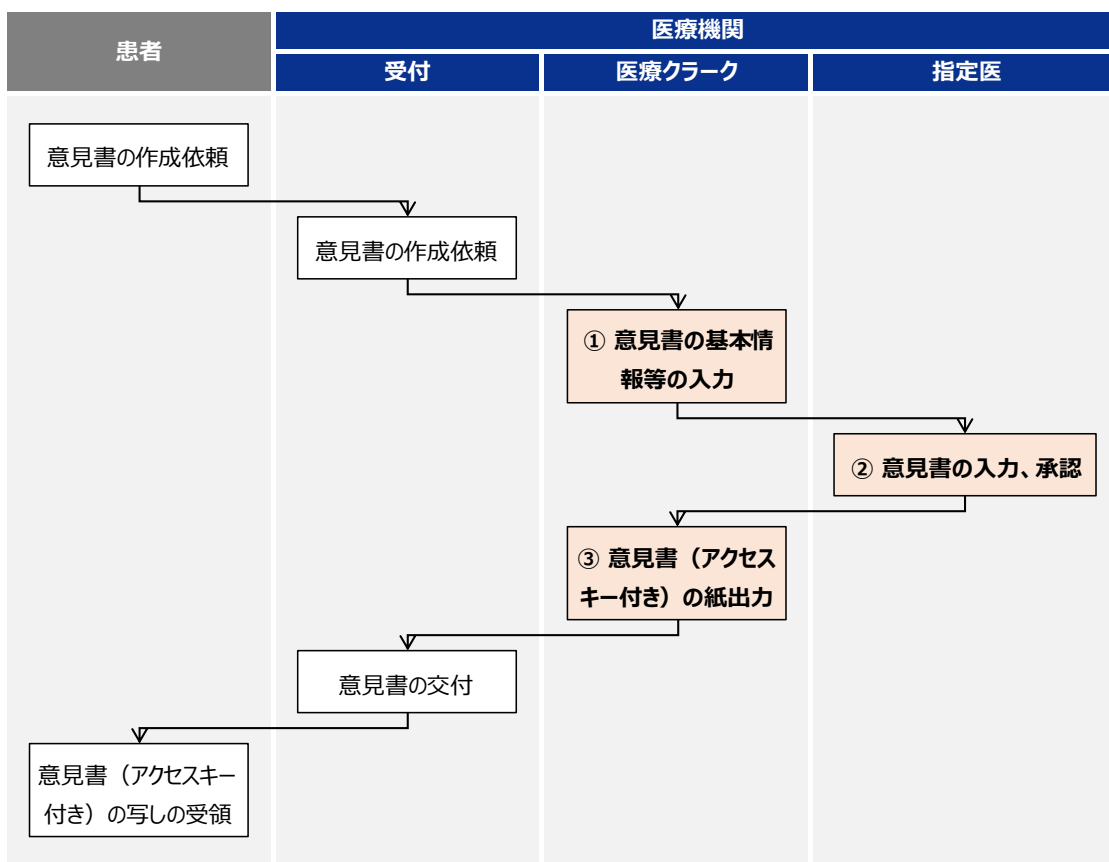 患者
医療機関
受付
医療クラーク
指定医
意見書の作成依頼
意見書の作成依頼
① 意見書の基本情
報等の入力
② 意見書の入力、承認
③ 意見書（アクセス
キー付き）の紙出力
意見書の交付
意見書（アクセスキー
付き）の写しの受領